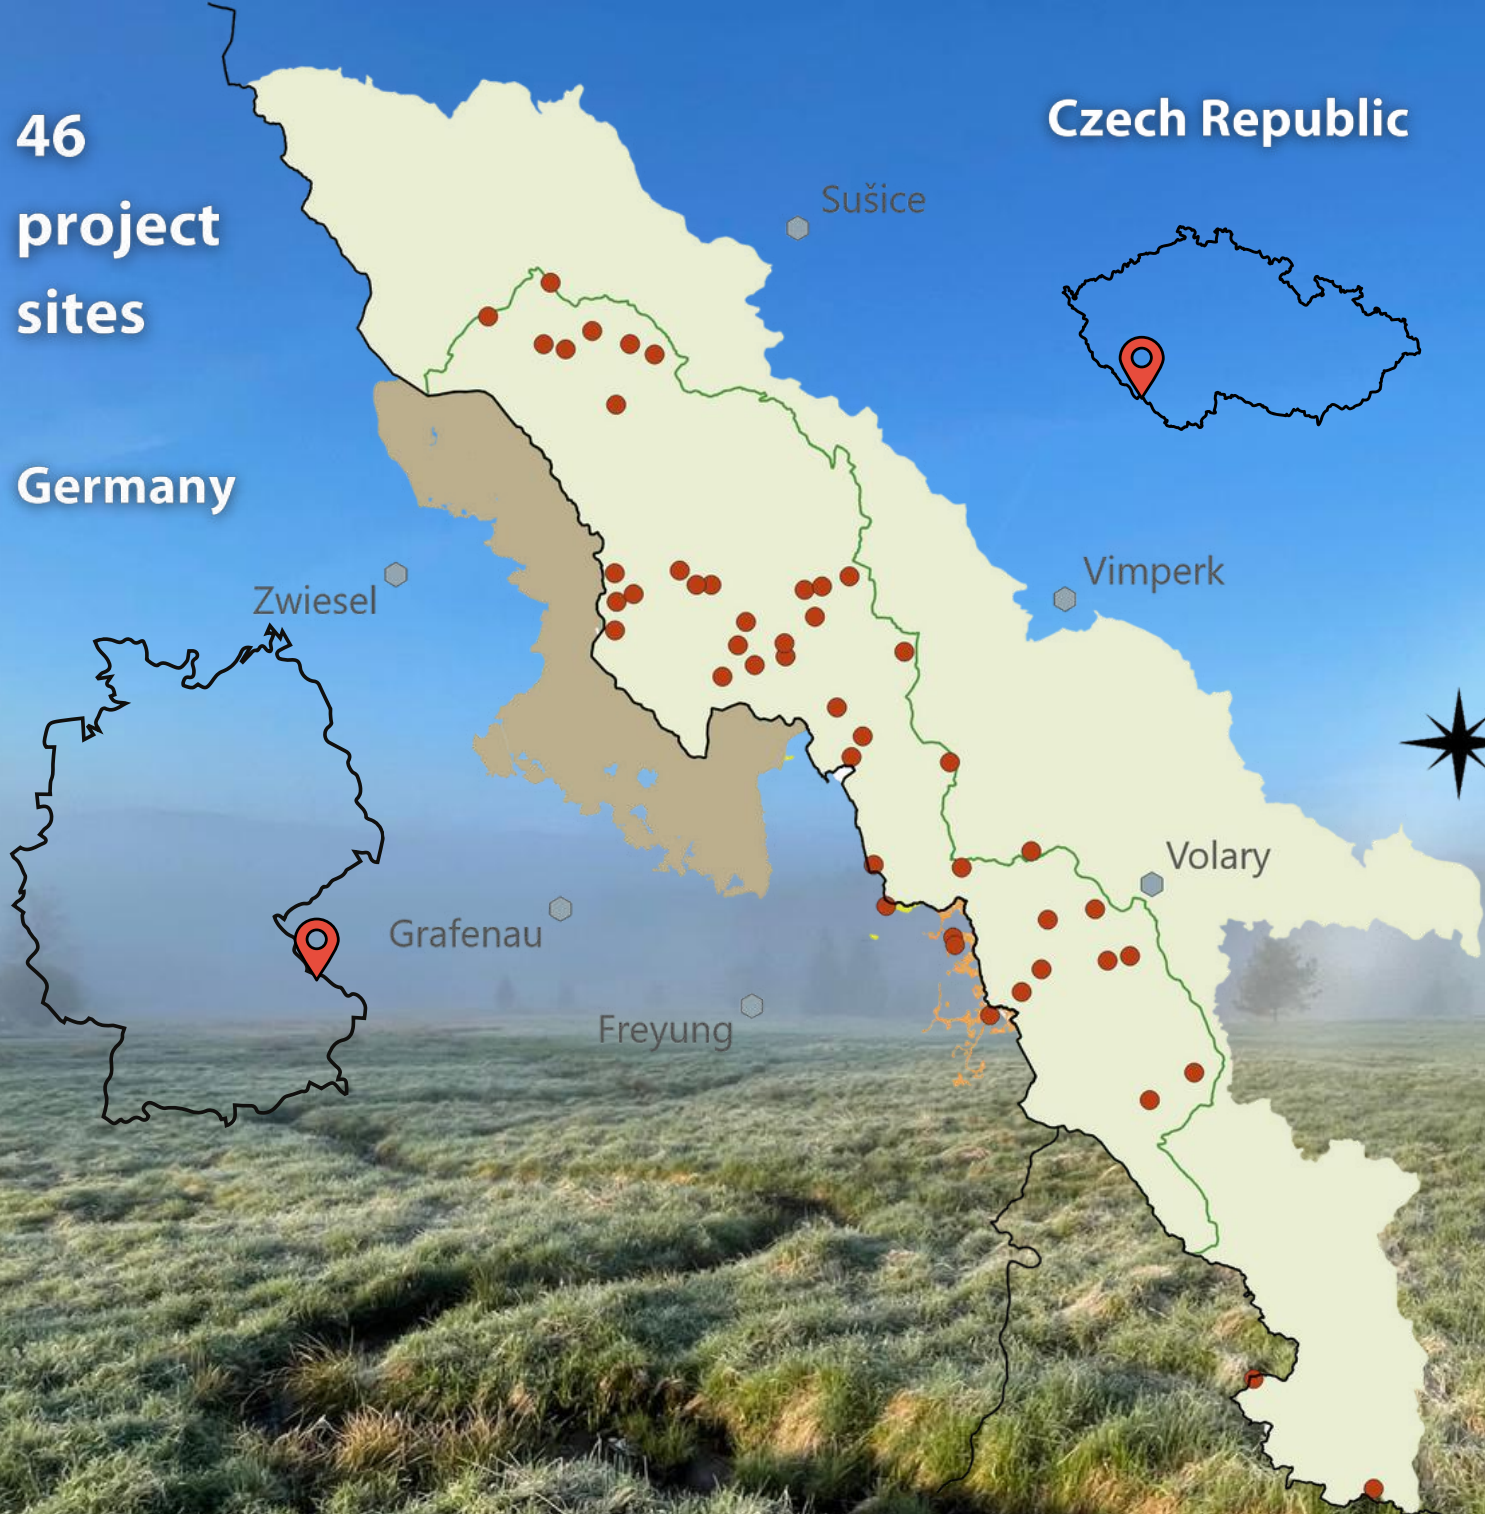 46
project
sites
Czech Republic
Sušice
Germany
Zwiesel
Vimperk
Volary
Grafenau
Freyung